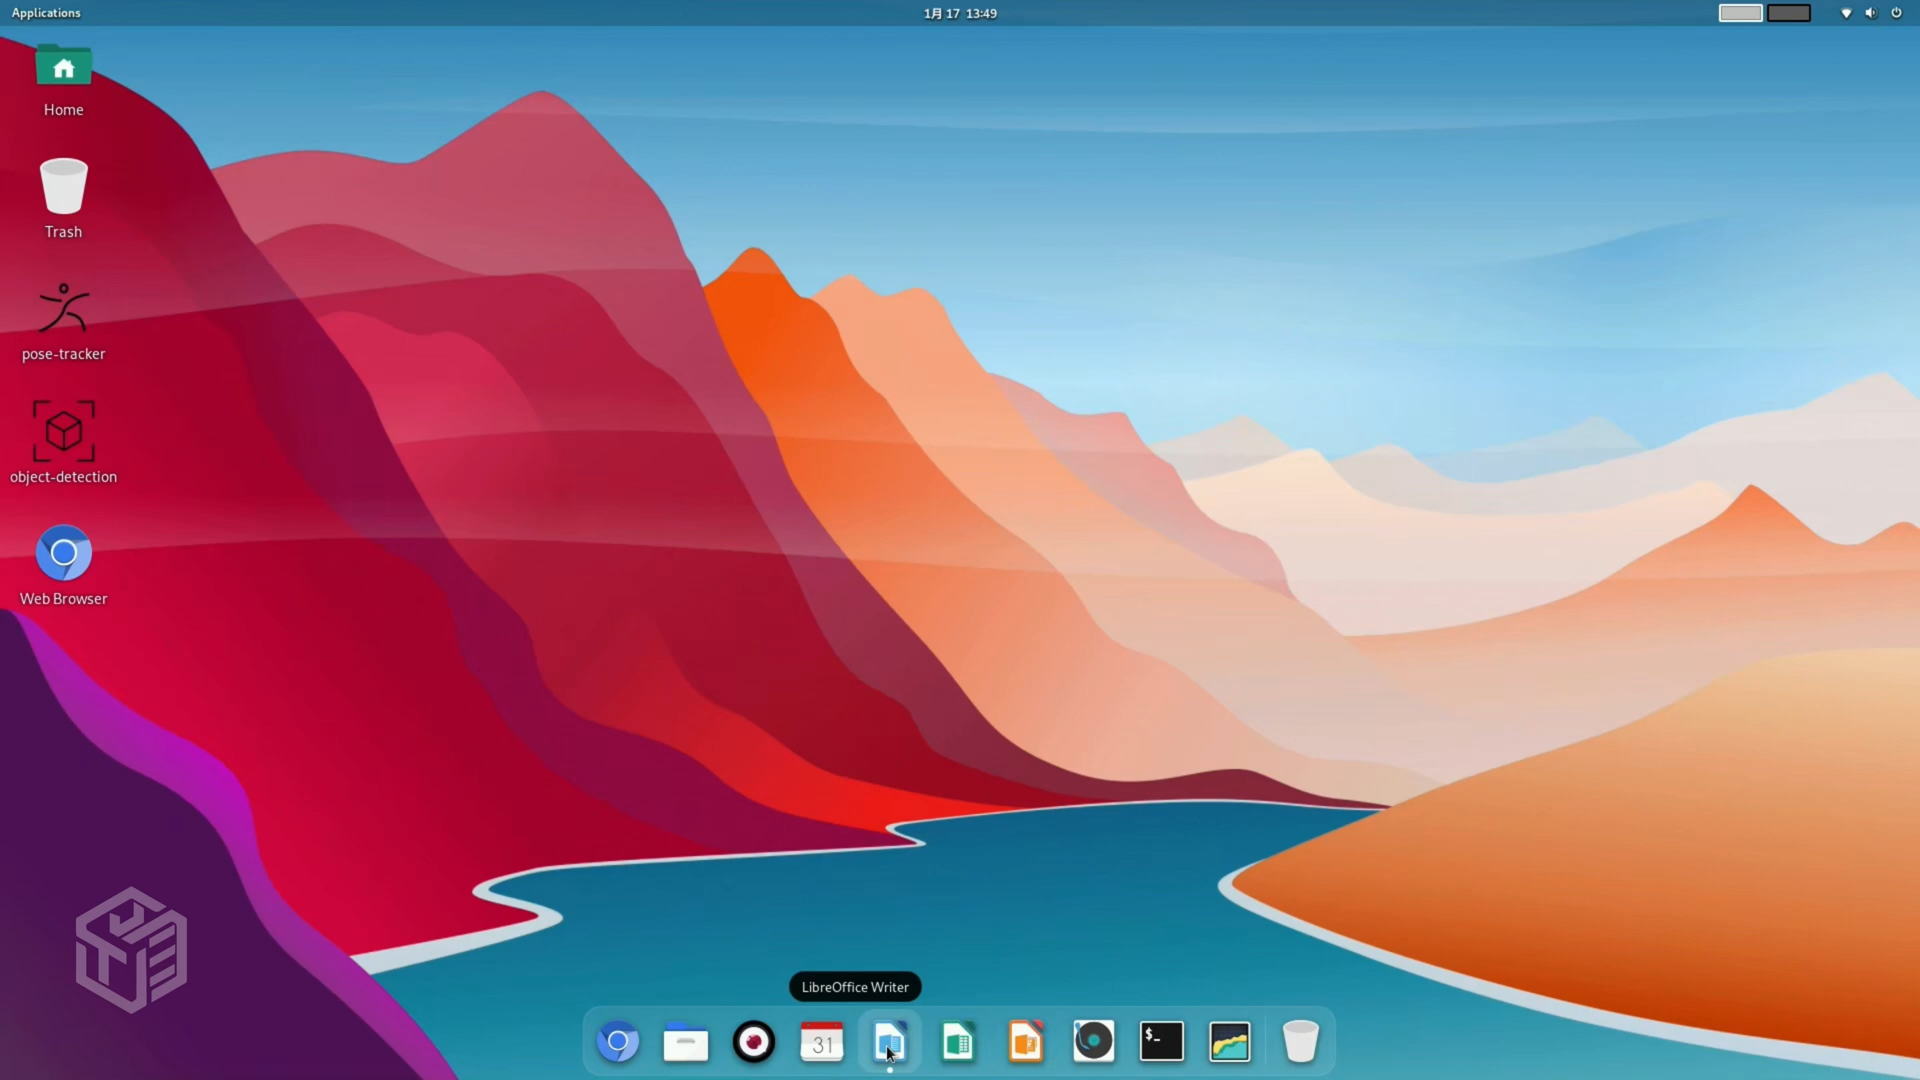 Applications
1月 17 13:49
Home
Trash
pose-tracker
object-detection
Web Browser
LibreOffice Writer
31
$-